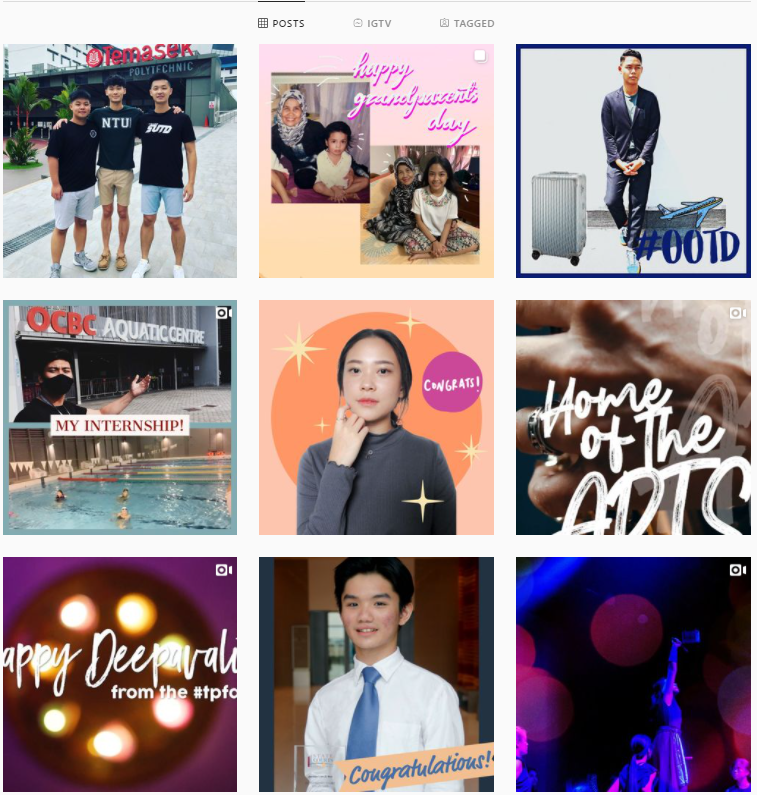 POSTS
IGTV
TAGGED
Temasek
POLYTECHNIC
NTU
SUTD
happy
grandparents
day
#OOTD
OCBC AQUATIC CENTRE
MY INTERNSHIP!
CONGRATS!
Home
of the
ARTS
appy Deepavali
from the #tpfa
Congratulations!